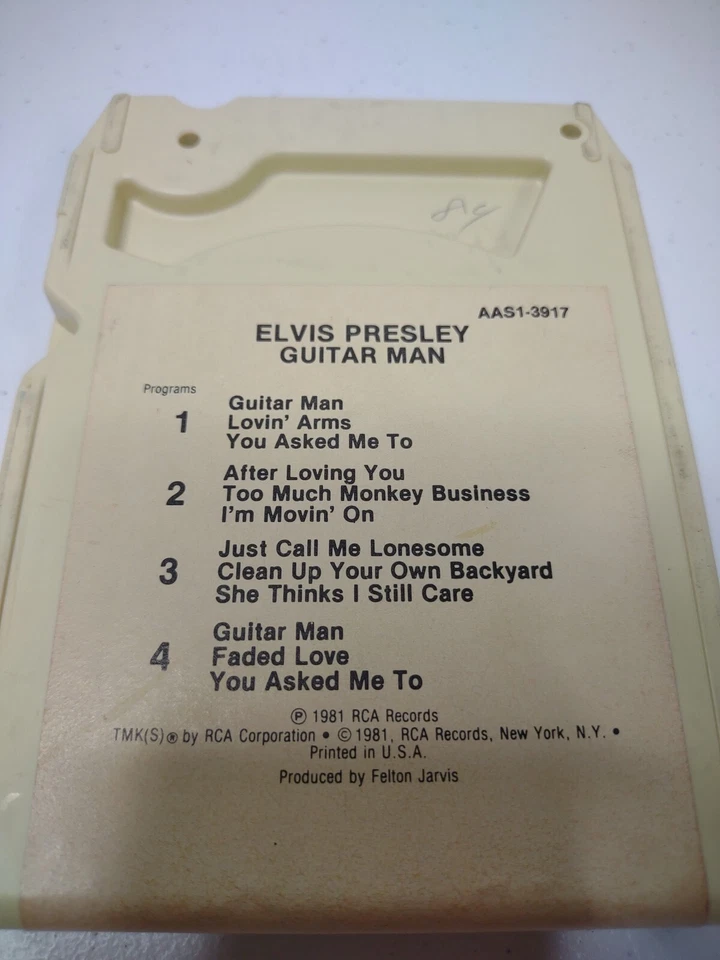 AAS1-3917
ELVIS PRESLEY
GUITAR MAN
Programs
1
Guitar Man
Lovin' Arms
You Asked Me To
2
After Loving You
Too Much Monkey Business
I'm Movin' On
3
Just Call Me Lonesome
Clean Up Your Own Backyard
She Thinks I Still Care
4
Guitar Man
Faded Love
You Asked Me To
Ⓟ 1981 RCA Records
TMK(S)® by RCA Corporation • © 1981, RCA Records, New York, N.Y. •
Printed in U.S.A.
Produced by Felton Jarvis